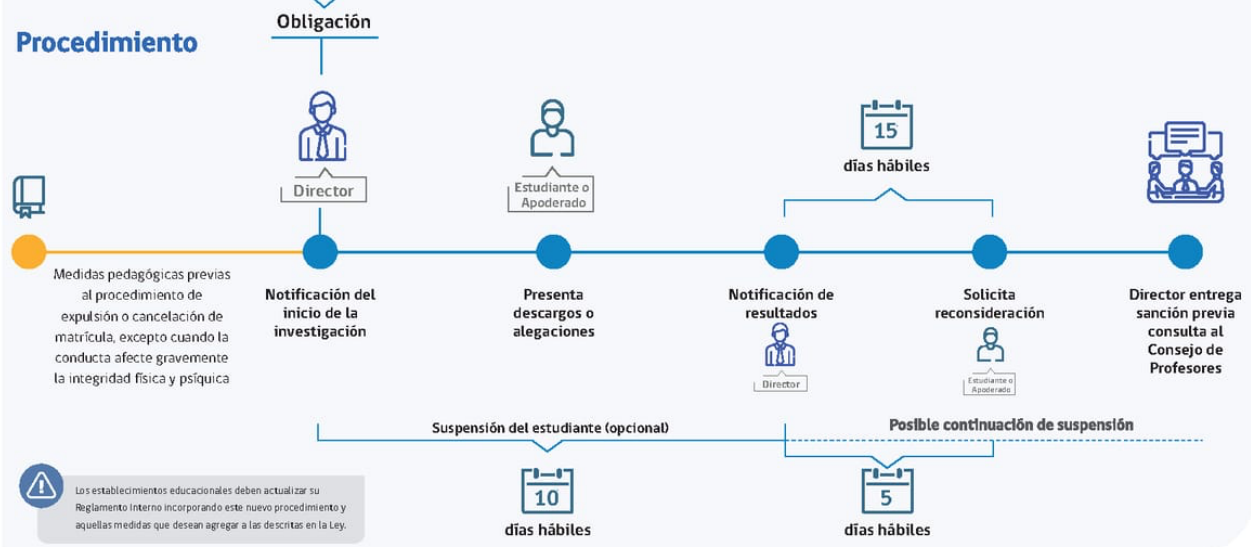 Obligación
Procedimiento
Director
Estudiante o
Apoderado
15
días hábiles
Medidas pedagógicas previas
al procedimiento de
expulsión o cancelación de
matrícula, excepto cuando la
conducta afecte gravemente
la integridad física y psíquica
Notificación del
inicio de la
investigación
Presenta
descargos o
alegaciones
Notificación de
resultados
Director
Solicita
reconsideración
Estudiante o
Apoderado
Director entrega
sanción previa
consulta al
Consejo de
Profesores
Suspensión del estudiante (opcional)
Posible continuación de suspensión
10
días hábiles
5
días hábiles
Los establecimientos educacionales deben actualizar su
Reglamento Interno incorporando este nuevo procedimiento y
aquellas medidas que desean agregar a las descritas en la Ley.